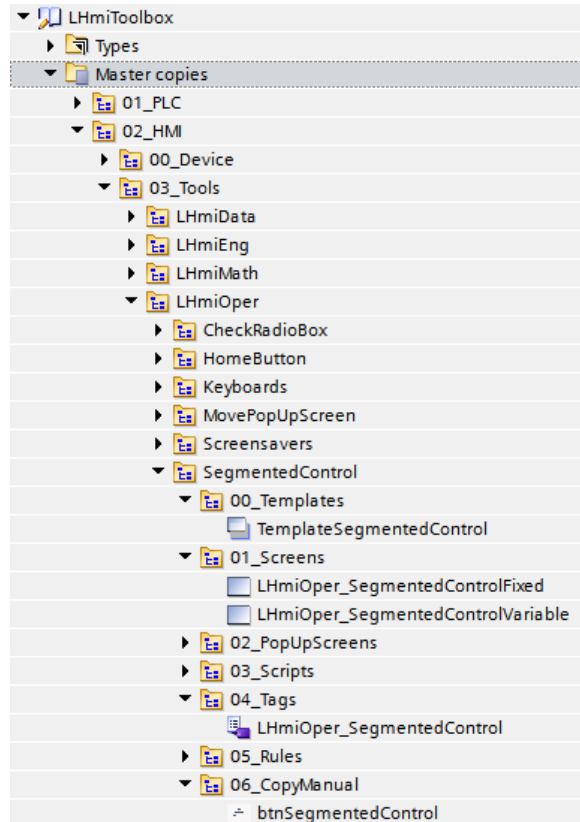 LHmiToolbox
Types
Master copies
01_PLC
02_HMI
00_Device
03_Tools
LHmiData
LHmiEng
LHmiMath
LHmiOper
CheckRadioBox
HomeButton
Keyboards
MovePopUpScreen
Screensavers
SegmentedControl
00_Templates
TemplateSegmentedControl
01_Screens
LHmiOper_SegmentedControlFixed
LHmiOper_SegmentedControlVariable
02_PopUpScreens
03_Scripts
04_Tags
LHmiOper_SegmentedControl
05_Rules
06_CopyManual
btnSegmentedControl